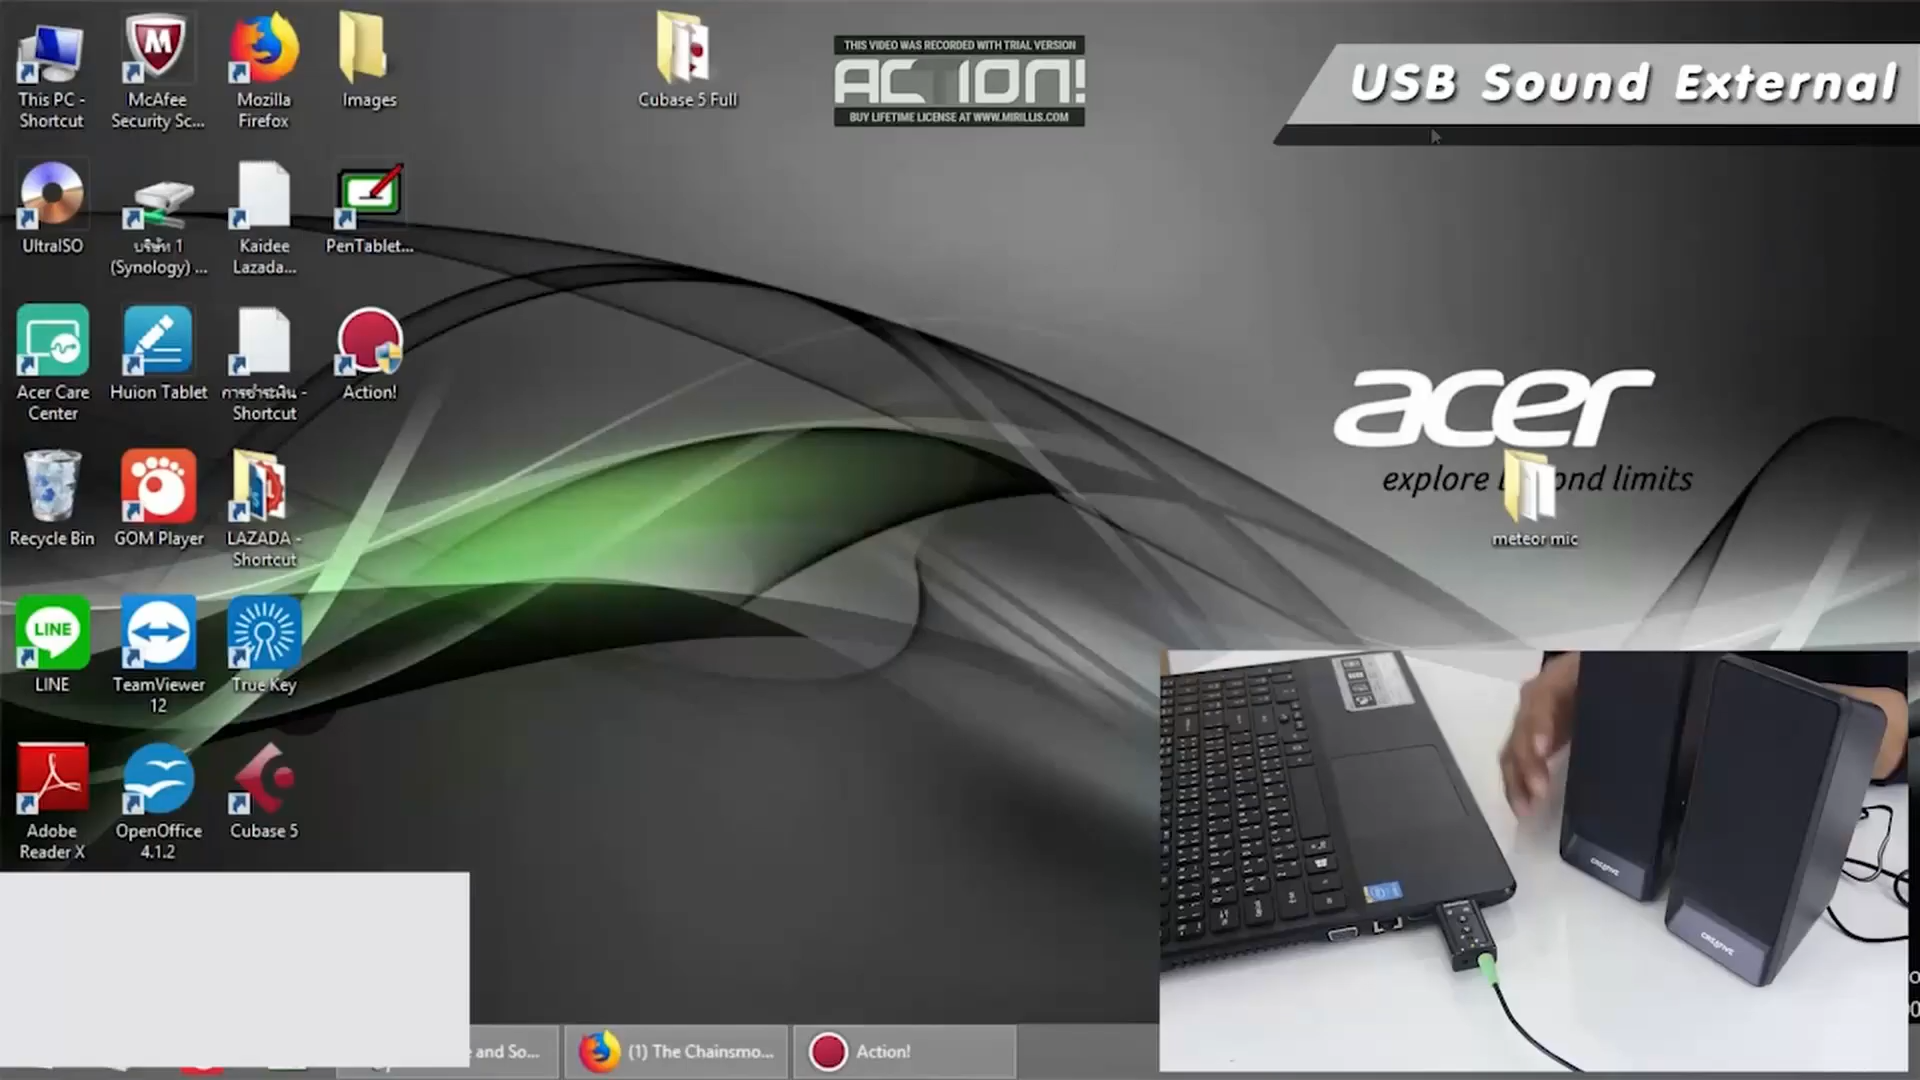 This PC -
Shortcut
McAfee
Security Sc...
Mozilla
Firefox
Images
Cubase 5 Full
THIS VIDEO WAS RECORDED WITH TRIAL VERSION
ACTION!
BUY LIFETIME LICENSE AT WWW.MIRILLIS.COM
USB Sound External
UltraISO
บริษัท 1
(Synology) ...
Kaidee
Lazada...
PenTablet...
Acer Care
Center
Huion Tablet
Shortcut
Action!
acer
explore limits
meteor mic
Recycle Bin
GOM Player
LAZADA -
Shortcut
LINE
LINE
TeamViewer
12
True Key
Adobe
Reader X
OpenOffice
4.1.2
Cubase 5
CREATIVE
CREATIVE
and So...
(1) The Chainsmo...
Action!